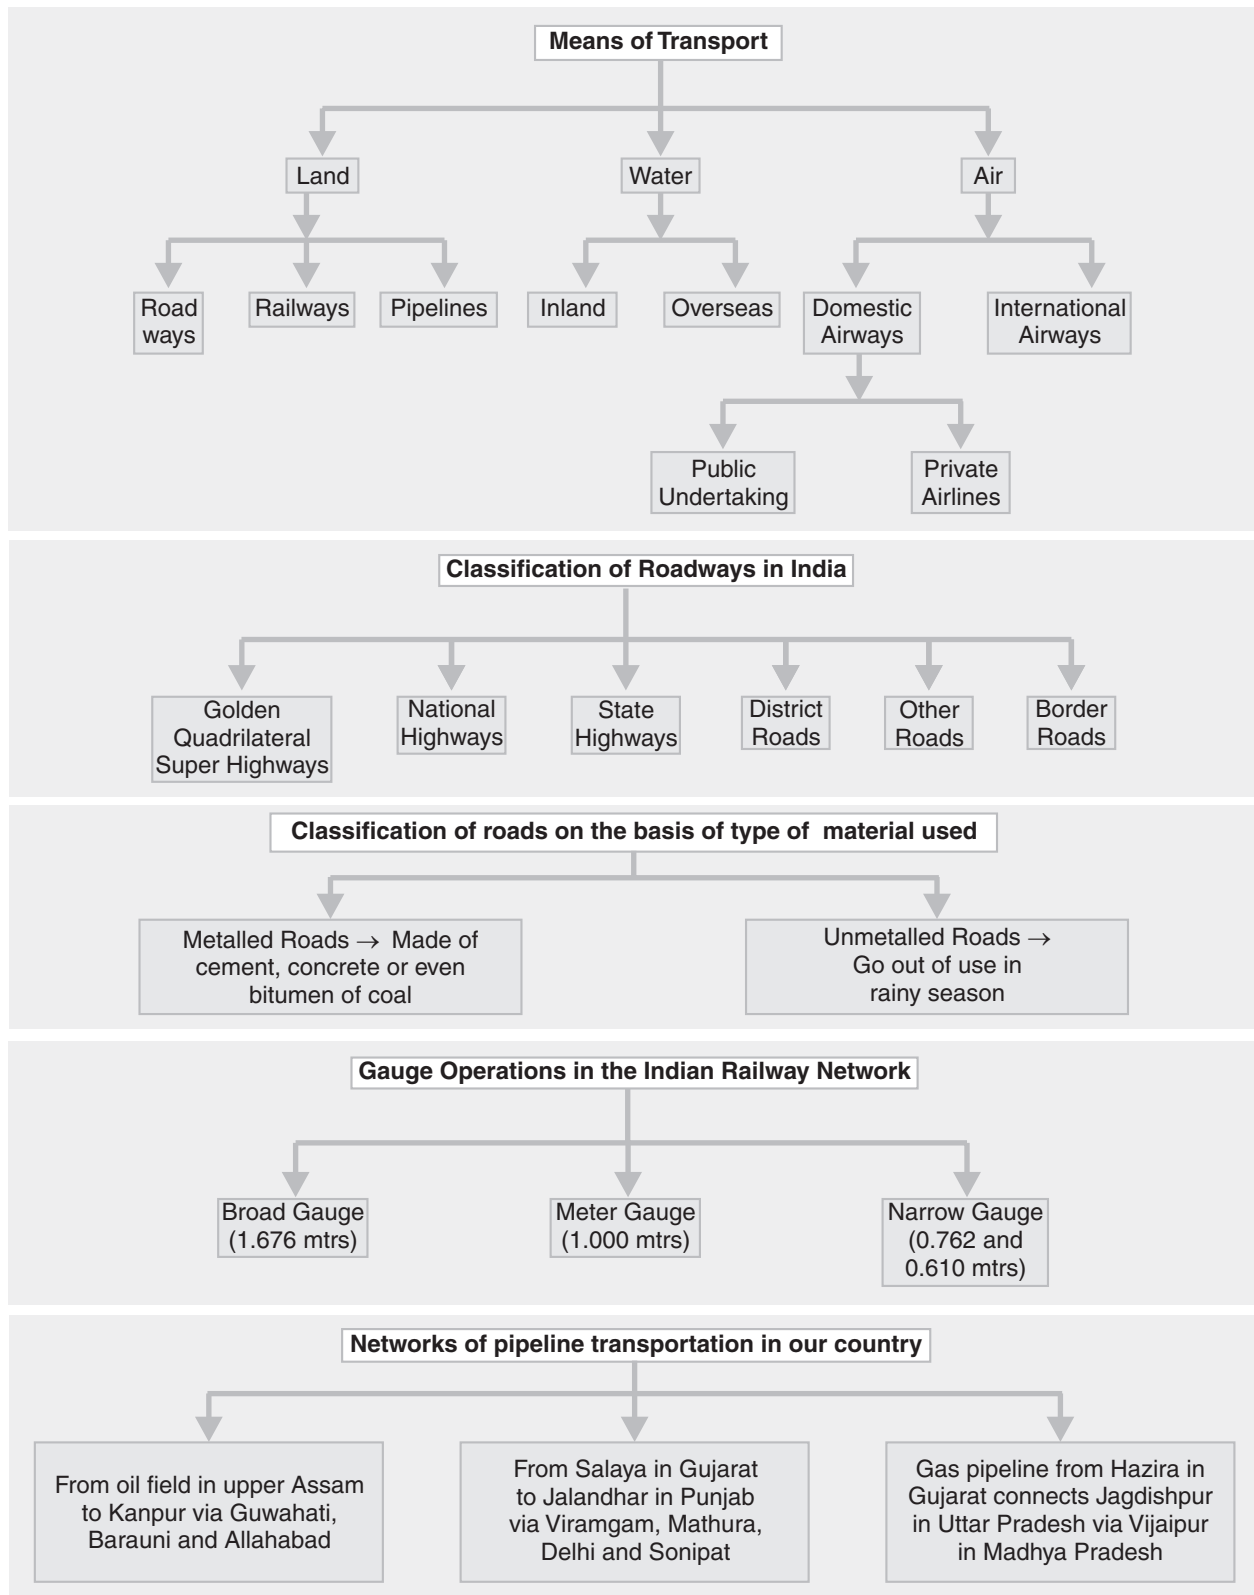 Means of Transport
Land
Water
Air
Road
ways
Railways
Pipelines
Inland
Overseas
Domestic
Airways
International
Airways
Public
Undertaking
Private
Airlines
Classification of Roadways in India
Golden
Quadrilateral
Super Highways
National
Highways
State
Highways
District
Roads
Other
Roads
Border
Roads
Classification of roads on the basis of type of material used
Metalled Roads → Made of
cement, concrete or even
bitumen of coal
Unmetalled Roads →
Go out of use in
rainy season
Gauge Operations in the Indian Railway Network
Broad Gauge
(1.676 mtrs)
Meter Gauge
(1.000 mtrs)
Narrow Gauge
(0.762 and
0.610 mtrs)
Networks of pipeline transportation in our country
From oil field in upper Assam
to Kanpur via Guwahati,
Barauni and Allahabad
From Salaya in Gujarat
to Jalandhar in Punjab
via Viramgam, Mathura,
Delhi and Sonipat
Gas pipeline from Hazira in
Gujarat connects Jagdishpur
in Uttar Pradesh via Vijaipur
in Madhya Pradesh